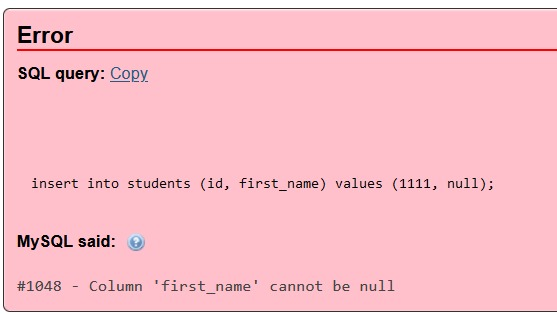 Error
SQL query: Copy
insert into students (id, first_name) values (1111, null);
MySQL said:
#1048 - Column 'first_name' cannot be null